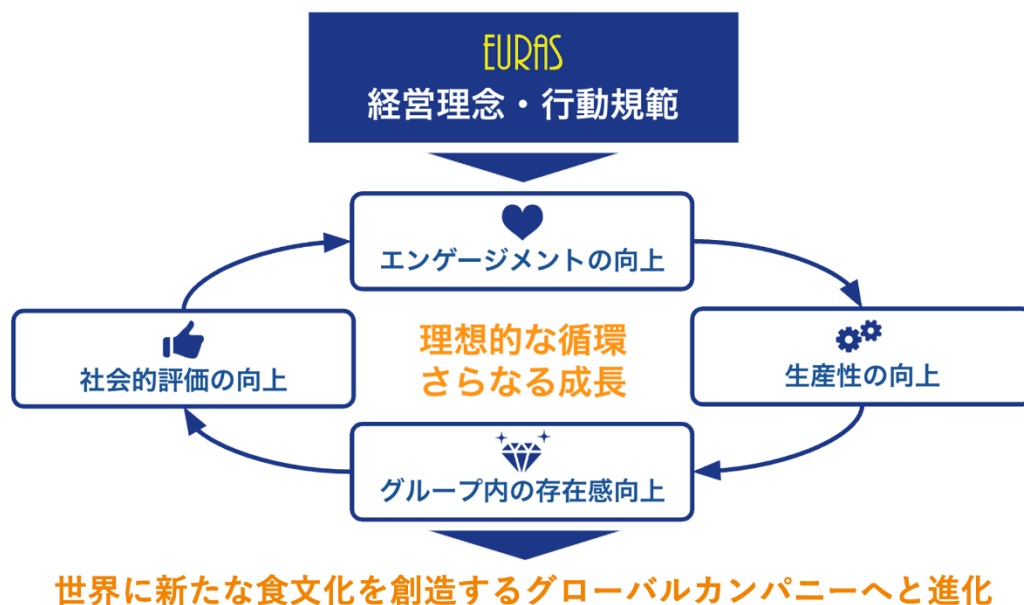 EURAS
経営理念・行動規範
エンゲージメントの向上
理想的な循環
さらなる成長
社会的評価の向上
生産性の向上
グループ内の存在感向上
世界に新たな食文化を創造するグローバルカンパニーへと進化